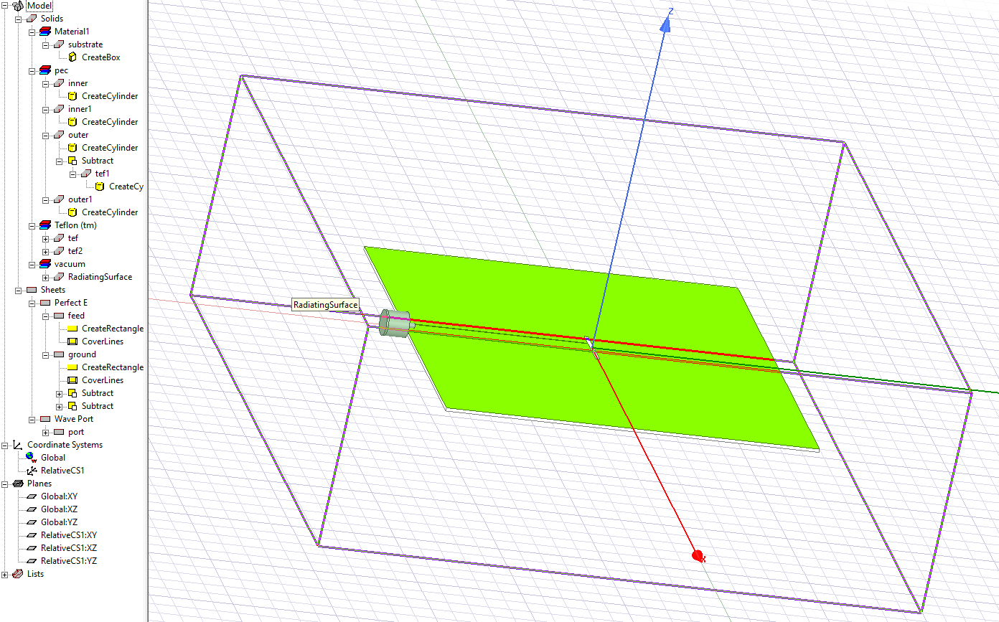 Model
Solids
Material1
substrate
CreateBox
pec
inner
CreateCylinder
inner1
CreateCylinder
outer
CreateCylinder
Subtract
tef1
CreateCy
outer1
CreateCylinder
Teflon (tm)
tef
tef2
vacuum
RadiatingSurface
Sheets
Perfect E
feed
CreateRectangle
CoverLines
ground
CreateRectangle
CoverLines
Subtract
Subtract
Wave Port
port
Coordinate Systems
Global
RelativeCS1
Planes
Global:XY
Global:XZ
Global:YZ
RelativeCS1:XY
RelativeCS1:XZ
RelativeCS1:YZ
Lists
Z
RadiatingSurface